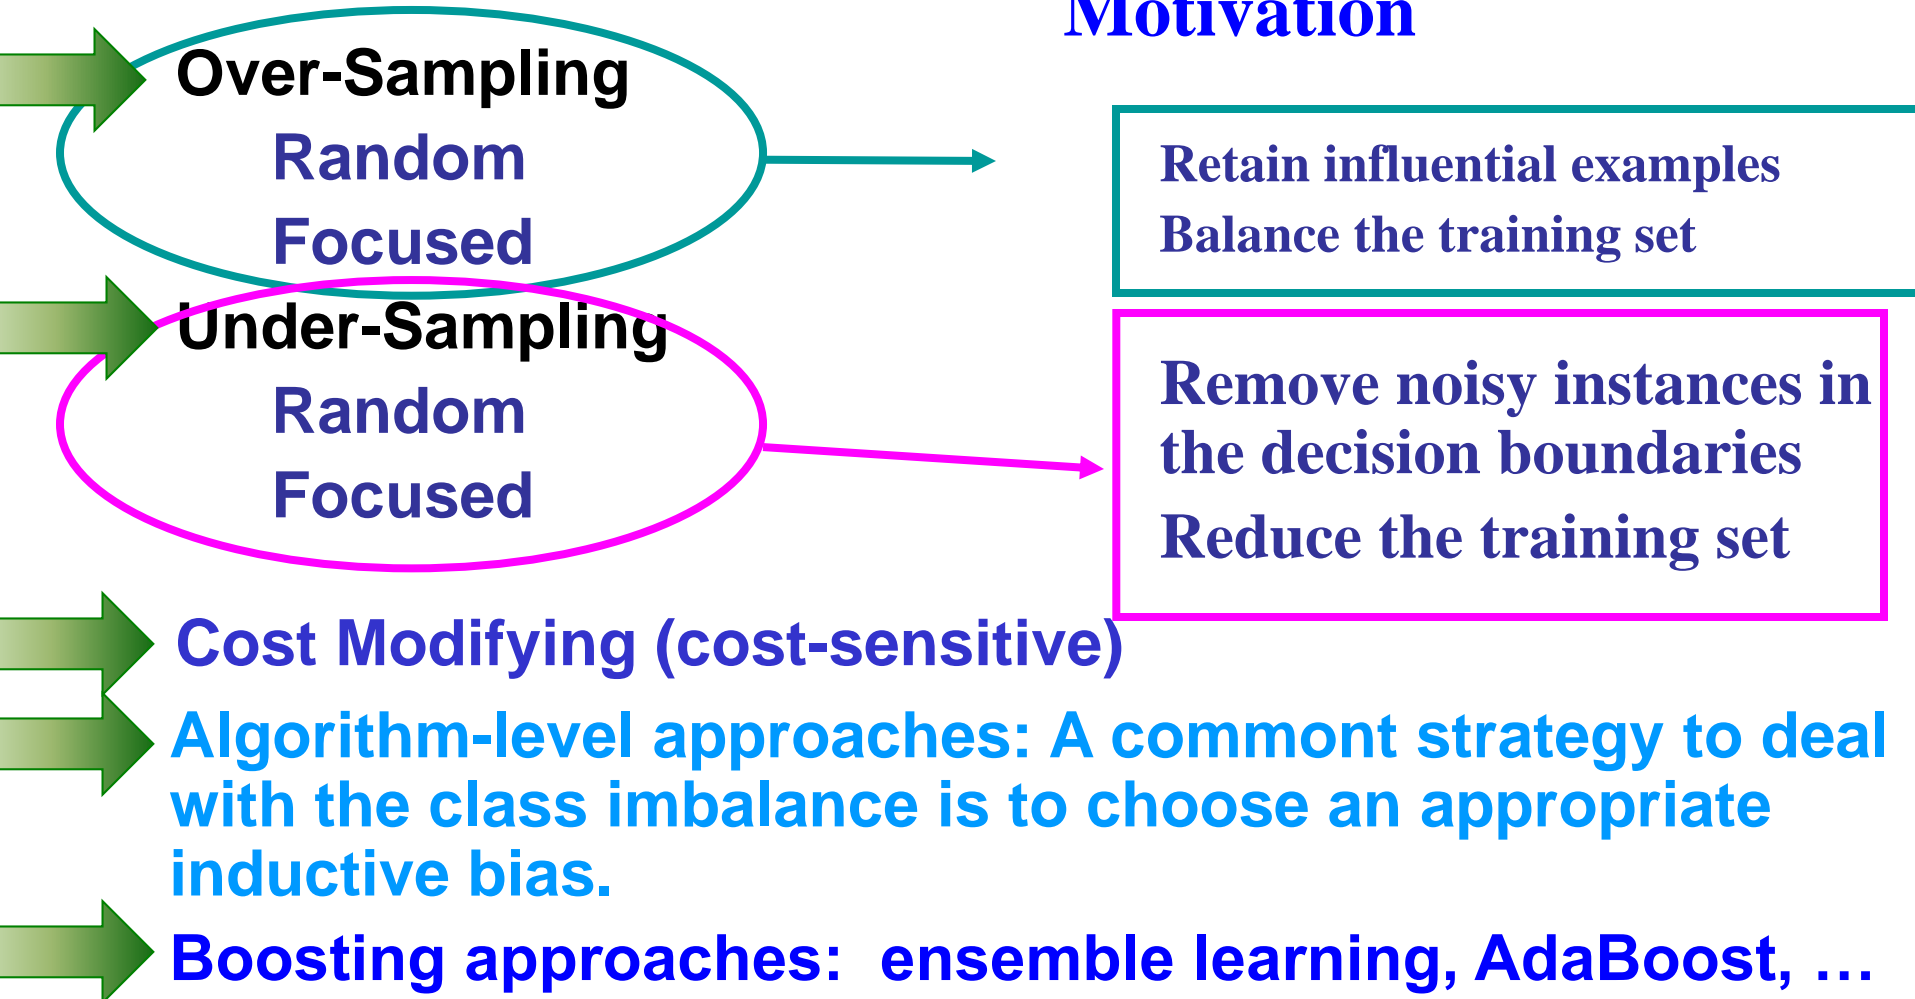 Motivation
Over-Sampling
Random
Focused
Retain influential examples
Balance the training set
Under-Sampling
Random
Focused
Remove noisy instances in
the decision boundaries
Reduce the training set
Cost Modifying (cost-sensitive)
Algorithm-level approaches: A commont strategy to deal
with the class imbalance is to choose an appropriate
inductive bias.
Boosting approaches: ensemble learning, AdaBoost, …